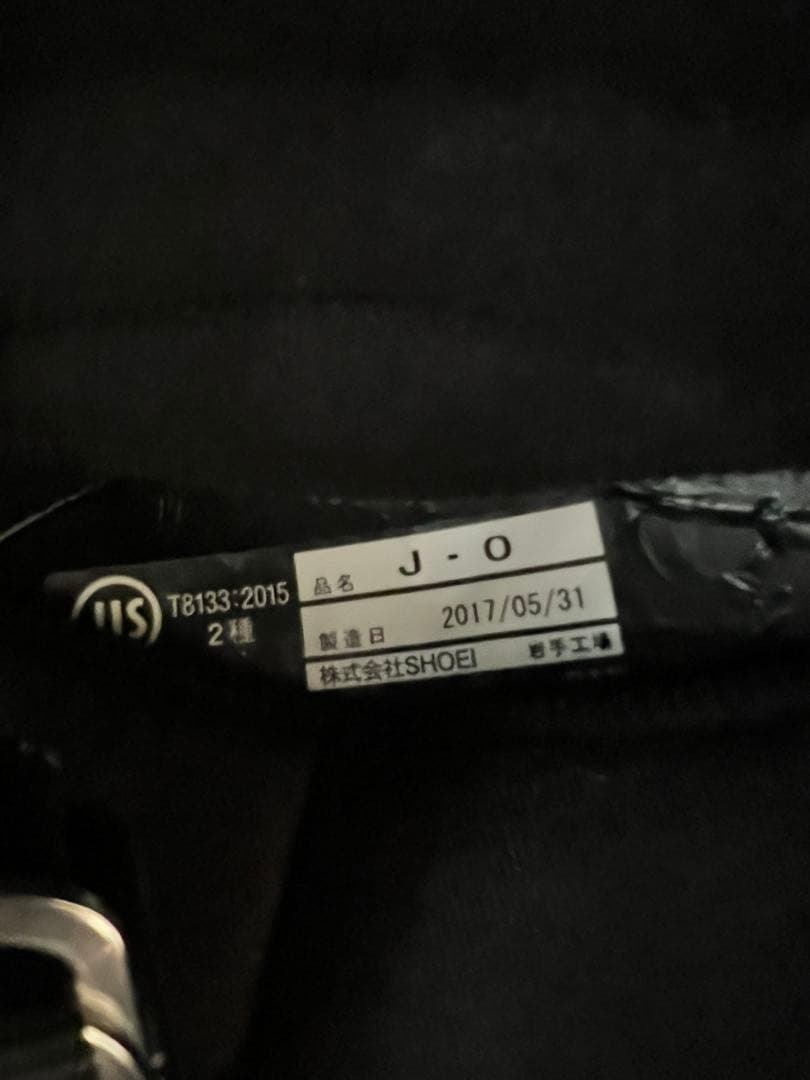 JIS
T8133:2015
2種
品名 J-O
製造日 2017/05/31
株式会社SHOEI 岩手工場